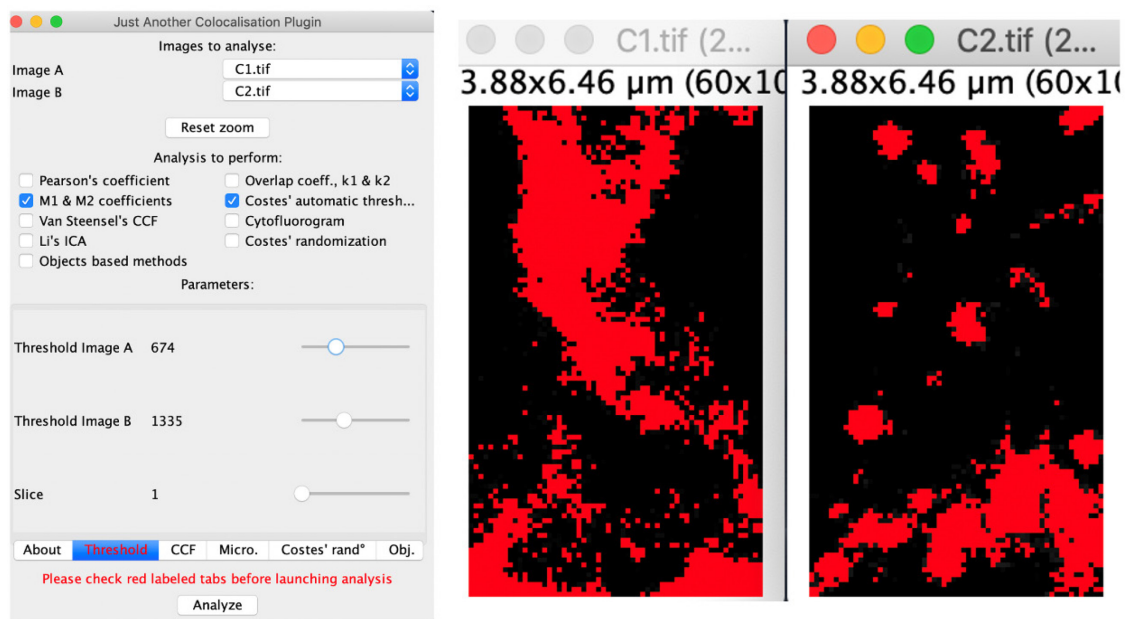 Just Another Colocalisation Plugin
Images to analyse:
Image A C1.tif
Image B C2.tif
Reset zoom
Analysis to perform:
Pearson's coefficient Overlap coeff., k1 & k2
M1 & M2 coefficients Costes' automatic thresh...
Van Steensel's CCF Cytofluorogram
Li's ICA Costes' randomization
Objects based methods
Parameters:
Threshold Image A 674
Threshold Image B 1335
Slice 1
About Threshold CCF Micro. Costes' rand° Obj.
Please check red labeled tabs before launching analysis
Analyze
C1.tif (2...
3.88x6.46 µm (60x10
C2.tif (2...
3.88x6.46 µm (60x1